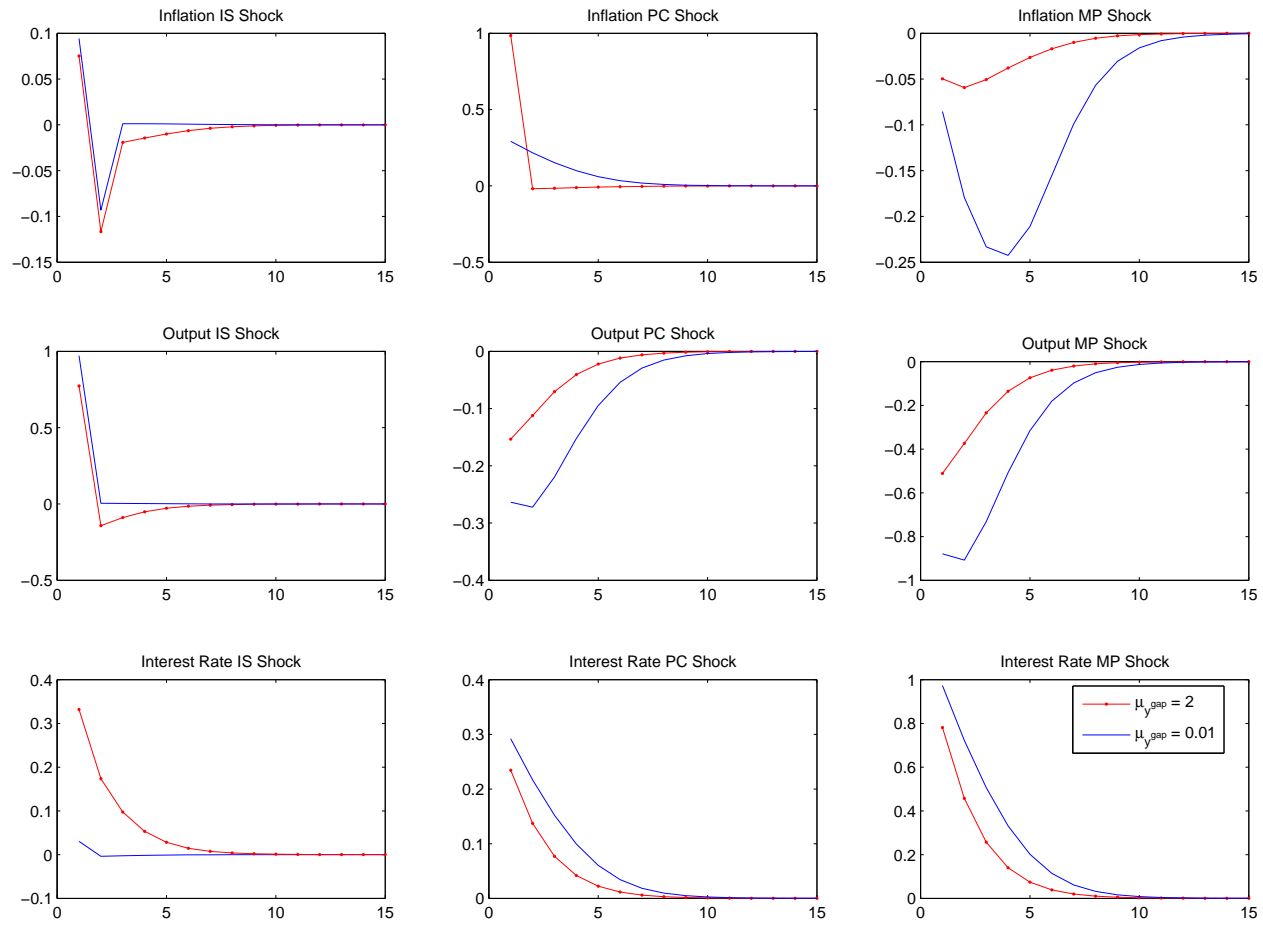 Inflation IS Shock
0.1
0.05
0
−0.05
−0.1
−0.15
0 5 10 15
Inflation PC Shock
1
0.5
0
−0.5
0 5 10 15
Inflation MP Shock
0
−0.05
−0.1
−0.15
−0.2
−0.25
0 5 10 15
Output IS Shock
1
0.5
0
−0.5
0 5 10 15
Output PC Shock
0
−0.1
−0.2
−0.3
−0.4
0 5 10 15
Output MP Shock
0
−0.2
−0.4
−0.6
−0.8
−1
0 5 10 15
Interest Rate IS Shock
0.4
0.3
0.2
0.1
0
−0.1
0 5 10 15
Interest Rate PC Shock
0.4
0.3
0.2
0.1
0
0 5 10 15
Interest Rate MP Shock
1
0.8
0.6
0.4
0.2
0
0 5 10 15
μ_y^gap = 2
μ_y^gap = 0.01